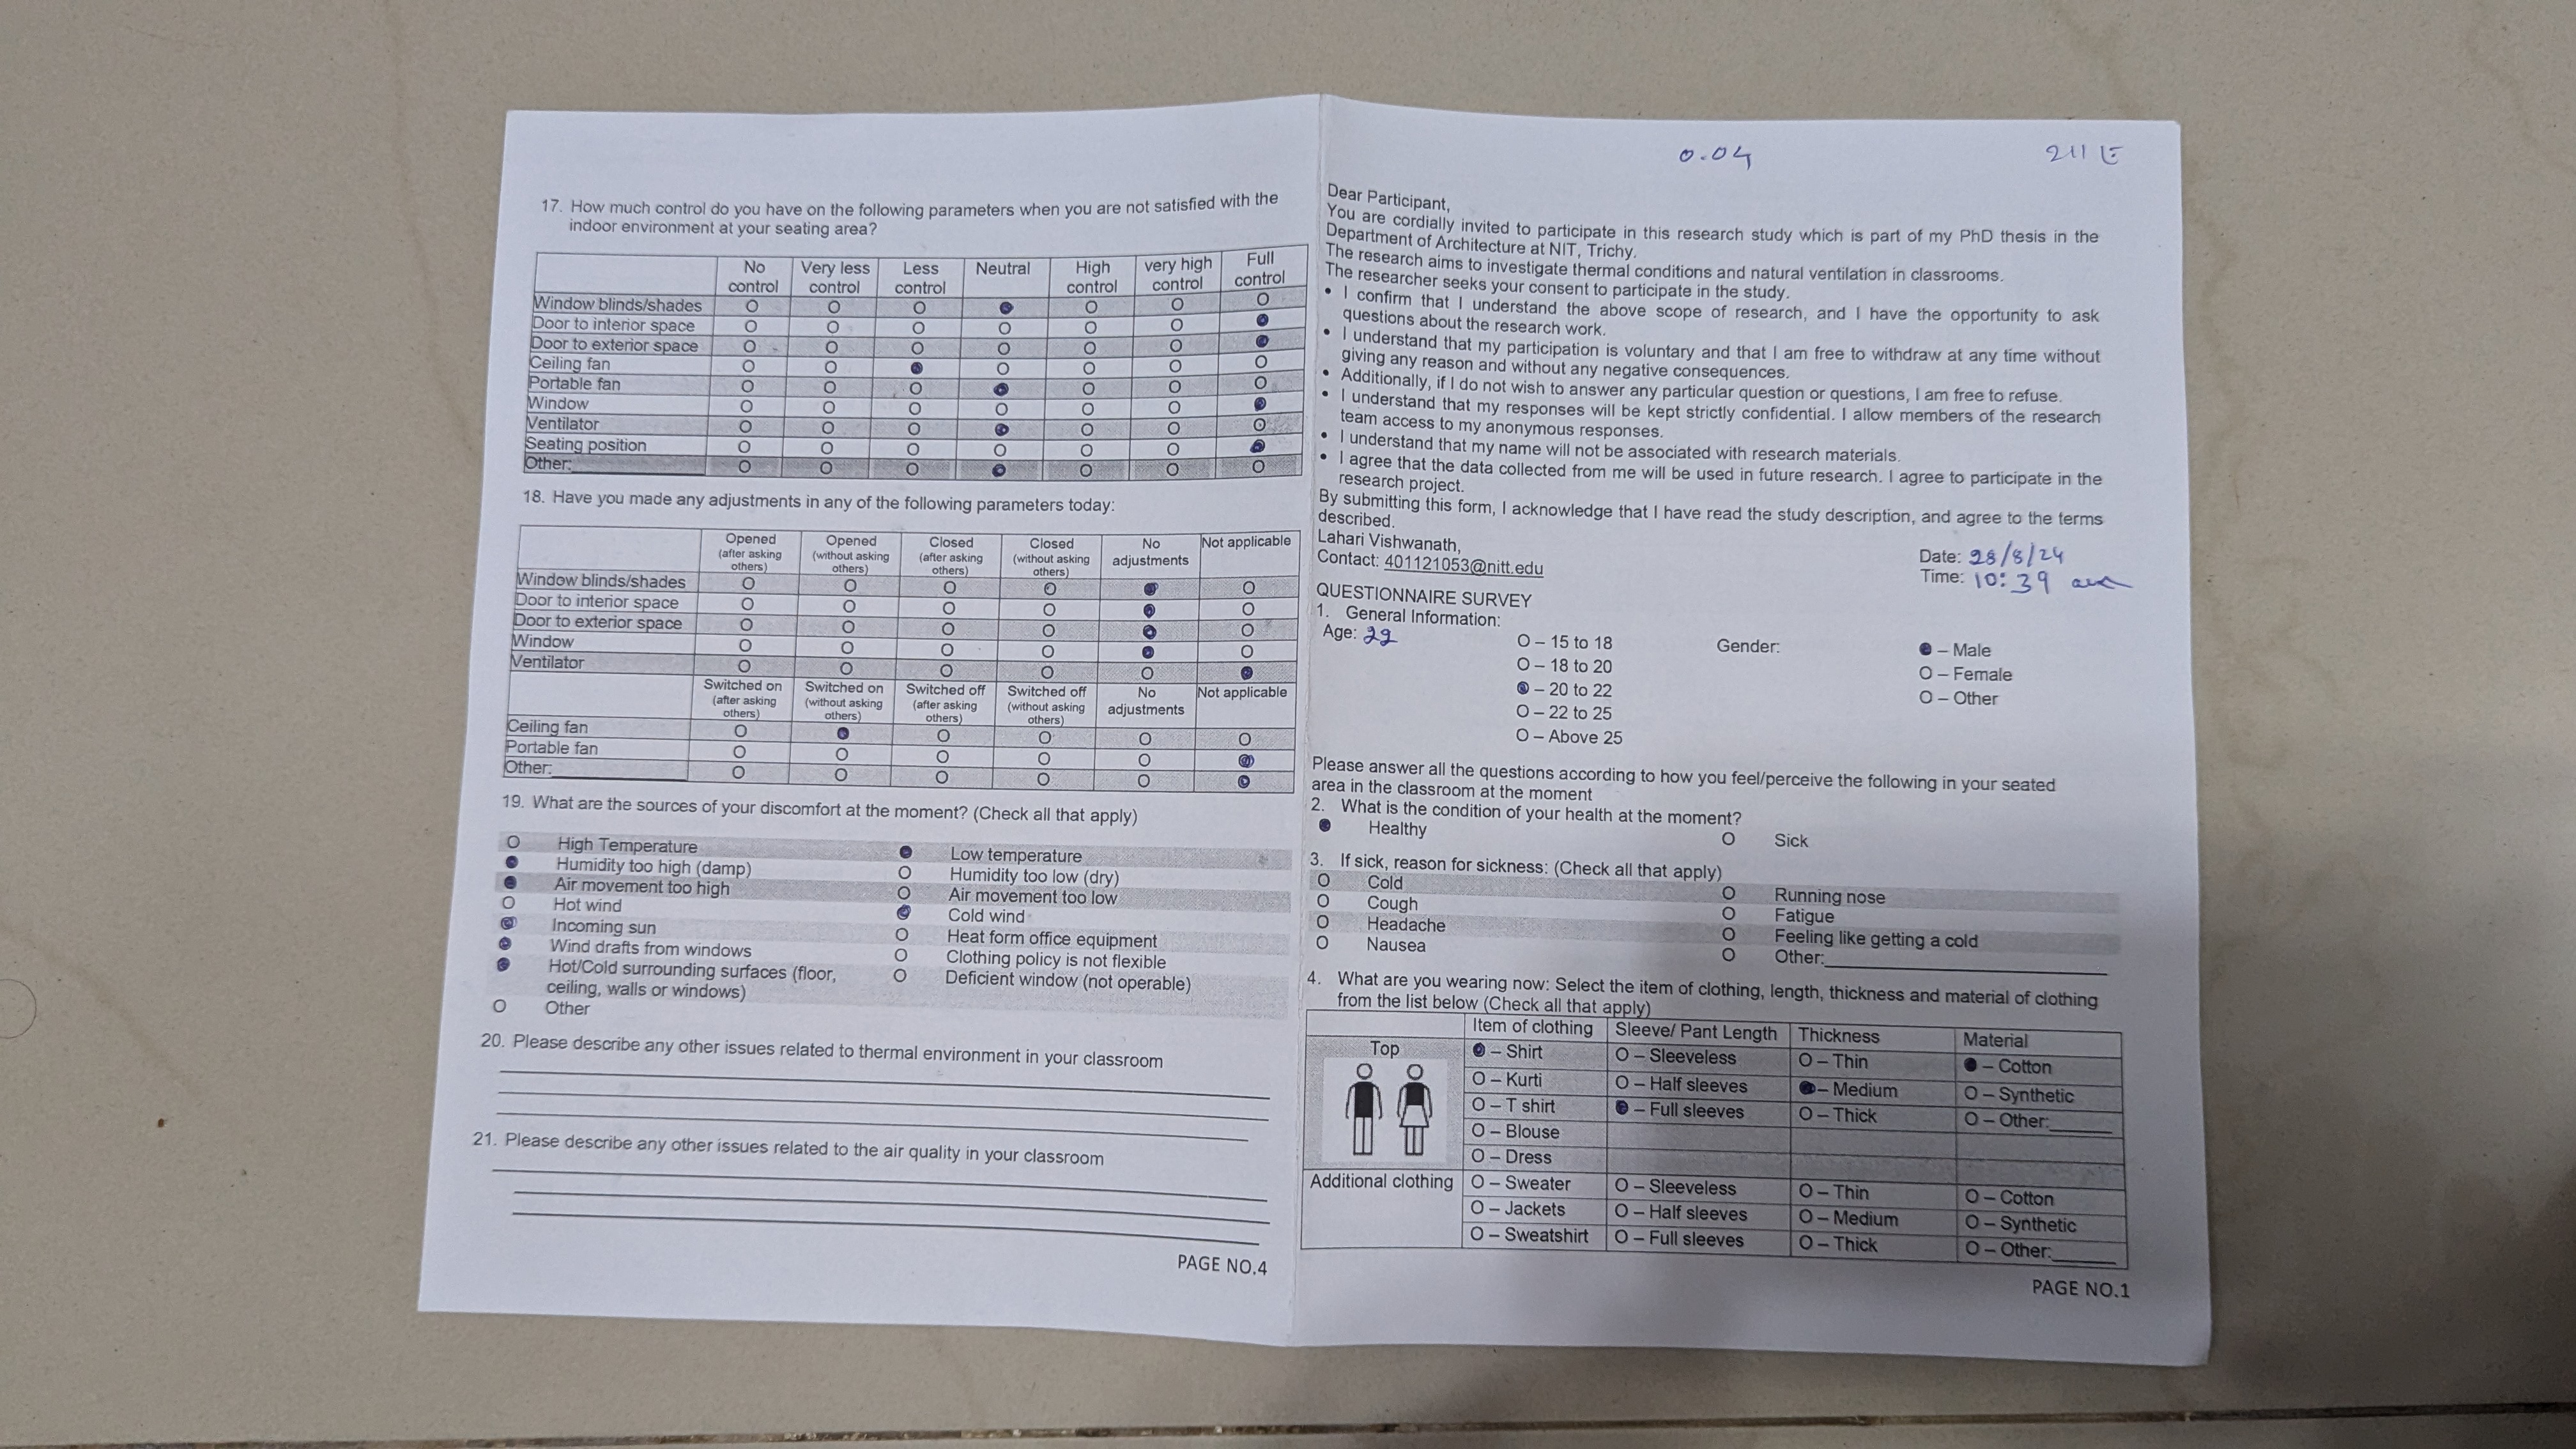 17. How much control do you have on the following parameters when you are not satisfied with the
indoor environment at your seating area?
No control Very less control Less control Neutral High control very high control Full control
Window blinds/shades
Door to interior space
Door to exterior space
Ceiling fan
Portable fan
Window
Ventilator
Seating position
Other:
18. Have you made any adjustments in any of the following parameters today:
Opened (after asking others) Opened (without asking others) Closed (after asking others) Closed (without asking others) No adjustments Not applicable
Window blinds/shades
Door to interior space
Door to exterior space
Window
Ventilator
Switched on (after asking others) Switched on (without asking others) Switched off (after asking others) Switched off (without asking others) No adjustments Not applicable
Ceiling fan
Portable fan
Other:
19. What are the sources of your discomfort at the moment? (Check all that apply)
High Temperature Low temperature
Humidity too high (damp) Humidity too low (dry)
Air movement too high Air movement too low
Hot wind Cold wind
Incoming sun Heat form office equipment
Wind drafts from windows Clothing policy is not flexible
Hot/Cold surrounding surfaces (floor, Deficient window (not operable)
ceiling, walls or windows)
Other
20. Please describe any other issues related to thermal environment in your classroom
21. Please describe any other issues related to the air quality in your classroom
PAGE NO.4
0.04 211 E
Dear Participant,
You are cordially invited to participate in this research study which is part of my PhD thesis in the
Department of Architecture at NIT, Trichy.
The research aims to investigate thermal conditions and natural ventilation in classrooms.
The researcher seeks your consent to participate in the study.
• I confirm that I understand the above scope of research, and I have the opportunity to ask
questions about the research work.
• I understand that my participation is voluntary and that I am free to withdraw at any time without
giving any reason and without any negative consequences.
• Additionally, if I do not wish to answer any particular question or questions, I am free to refuse.
• I understand that my responses will be kept strictly confidential. I allow members of the research
team access to my anonymous responses.
• I understand that my name will not be associated with research materials.
• I agree that the data collected from me will be used in future research. I agree to participate in the
research project.
By submitting this form, I acknowledge that I have read the study description, and agree to the terms
described.
Lahari Vishwanath,
Contact: 401121053@nitt.edu
Date: 28/8/24
Time: 10:39 am
QUESTIONNAIRE SURVEY
1. General Information:
Age: 22 O – 15 to 18 Gender: – Male
O – 18 to 20 O – Female
– 20 to 22 O – Other
O – 22 to 25
O – Above 25
Please answer all the questions according to how you feel/perceive the following in your seated
area in the classroom at the moment
2. What is the condition of your health at the moment?
Healthy O Sick
3. If sick, reason for sickness: (Check all that apply)
O Cold O Running nose
O Cough O Fatigue
O Headache O Feeling like getting a cold
O Nausea O Other:
4. What are you wearing now: Select the item of clothing, length, thickness and material of clothing
from the list below (Check all that apply)
Item of clothing Sleeve/ Pant Length Thickness Material
Top – Shirt O – Sleeveless O – Thin – Cotton
O – Kurti O – Half sleeves – Medium O – Synthetic
O – T shirt – Full sleeves O – Thick O – Other:
O – Blouse
O – Dress
Additional clothing O – Sweater O – Sleeveless O – Thin O – Cotton
O – Jackets O – Half sleeves O – Medium O – Synthetic
O – Sweatshirt O – Full sleeves O – Thick O – Other:
PAGE NO.1